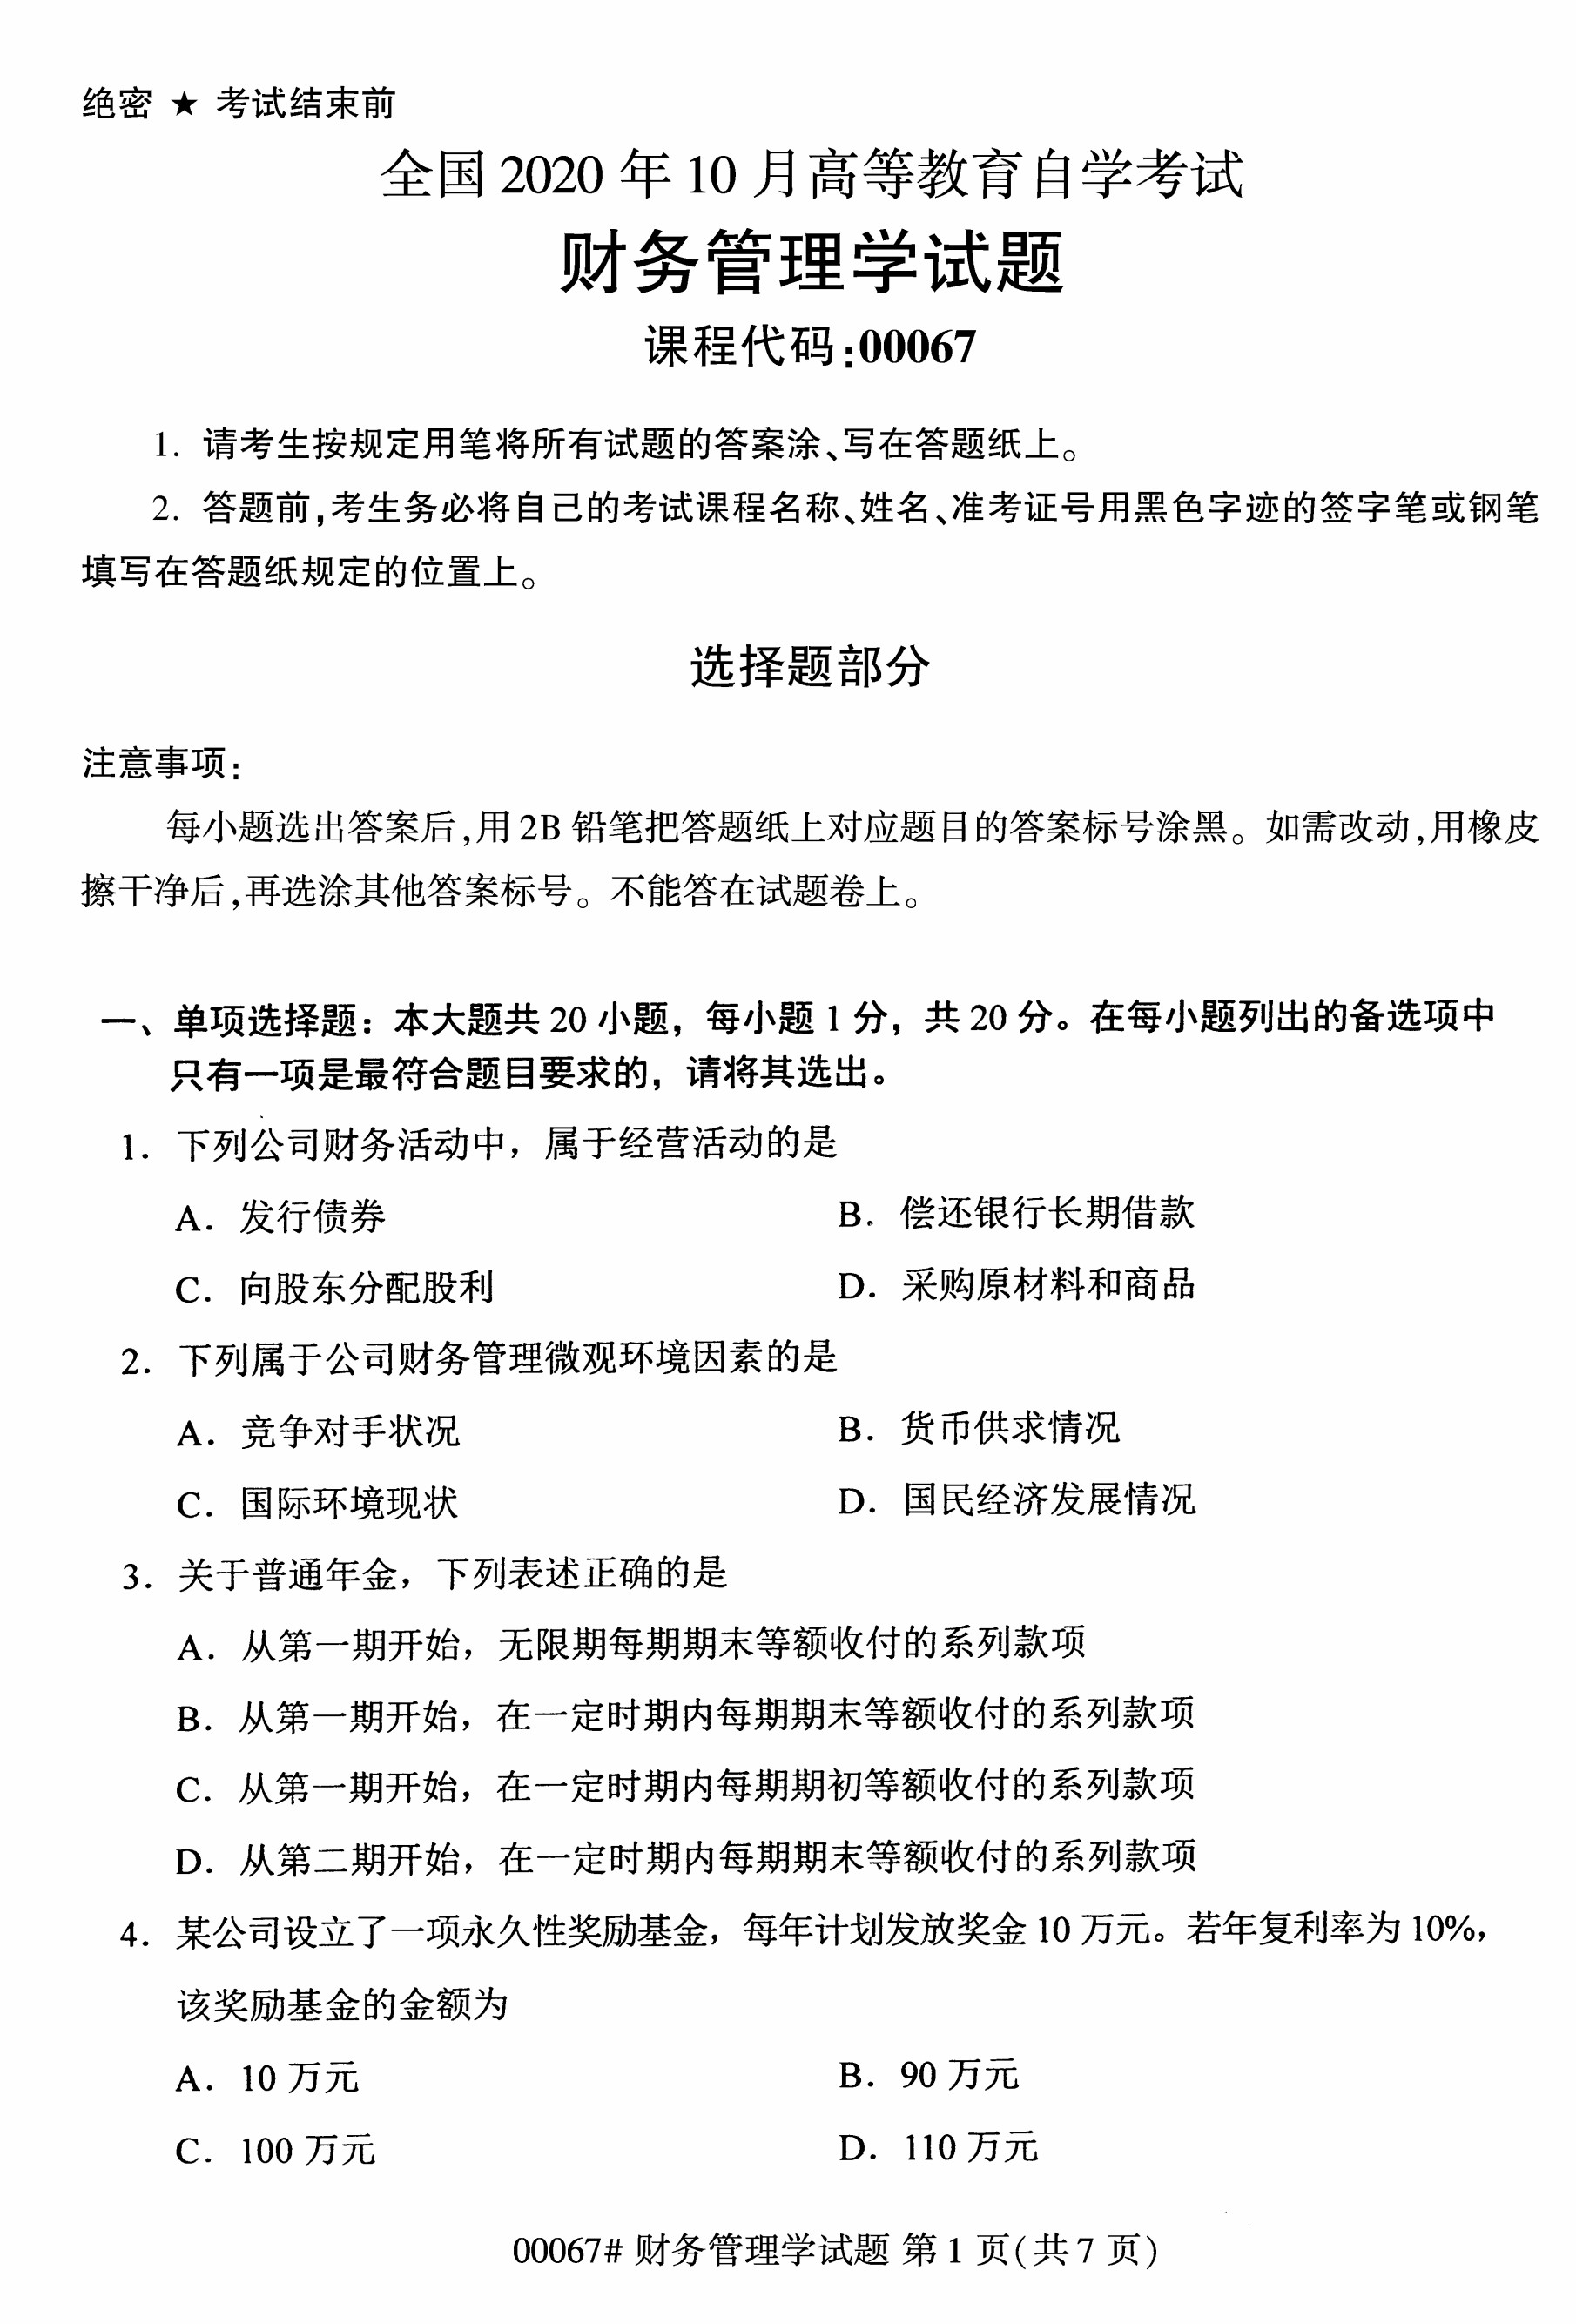 绝密 ★ 考试结束前
全国 2020 年 10 月高等教育自学考试
财务管理学试题
课程代码:00067
1. 请考生按规定用笔将所有试题的答案涂、写在答题纸上。
2. 答题前,考生务必将自己的考试课程名称、姓名、准考证号用黑色字迹的签字笔或钢笔
填写在答题纸规定的位置上。
选择题部分
注意事项:
每小题选出答案后,用 2B 铅笔把答题纸上对应题目的答案标号涂黑。如需改动,用橡皮
擦干净后,再选涂其他答案标号。不能答在试题卷上。
一、单项选择题：本大题共 20 小题，每小题 1 分，共 20 分。在每小题列出的备选项中
只有一项是最符合题目要求的，请将其选出。
1. 下列公司财务活动中，属于经营活动的是
A. 发行债券 B. 偿还银行长期借款
C. 向股东分配股利 D. 采购原材料和商品
2. 下列属于公司财务管理微观环境因素的是
A. 竞争对手状况 B. 货币供求情况
C. 国际环境现状 D. 国民经济发展情况
3. 关于普通年金，下列表述正确的是
A. 从第一期开始，无限期每期期末等额收付的系列款项
B. 从第一期开始，在一定时期内每期期末等额收付的系列款项
C. 从第一期开始，在一定时期内每期期初等额收付的系列款项
D. 从第二期开始，在一定时期内每期期末等额收付的系列款项
4. 某公司设立了一项永久性奖励基金，每年计划发放奖金 10 万元。若年复利率为 10%，
该奖励基金的金额为
A. 10 万元 B. 90 万元
C. 100 万元 D. 110 万元
00067# 财务管理学试题 第 1 页(共 7 页)